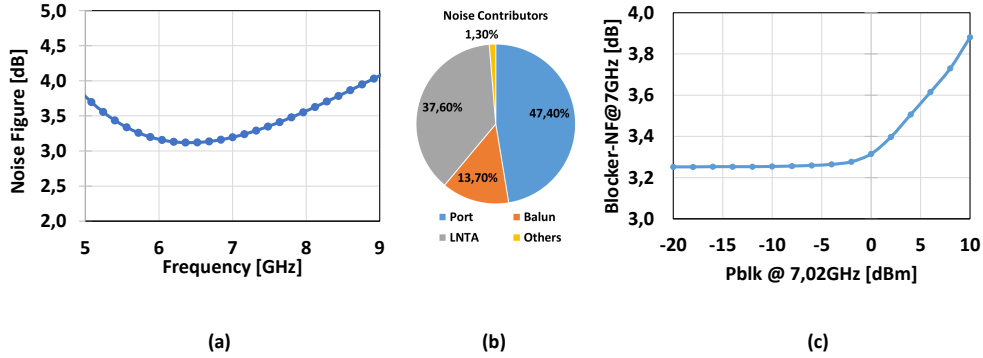 5,0
4,5
4,0
3,5
3,0
2,5
2,0
Noise Figure [dB]
5 6 7 8 9
Frequency [GHz]
(a)
Noise Contributors
1,30%
37,60%
47,40%
13,70%
Port Balun
LNTA Others
(b)
4,0
3,8
3,6
3,4
3,2
3,0
Blocker-NF@7GHz [dB]
-20 -15 -10 -5 0 5 10
Pblk @ 7,02GHz [dBm]
(c)